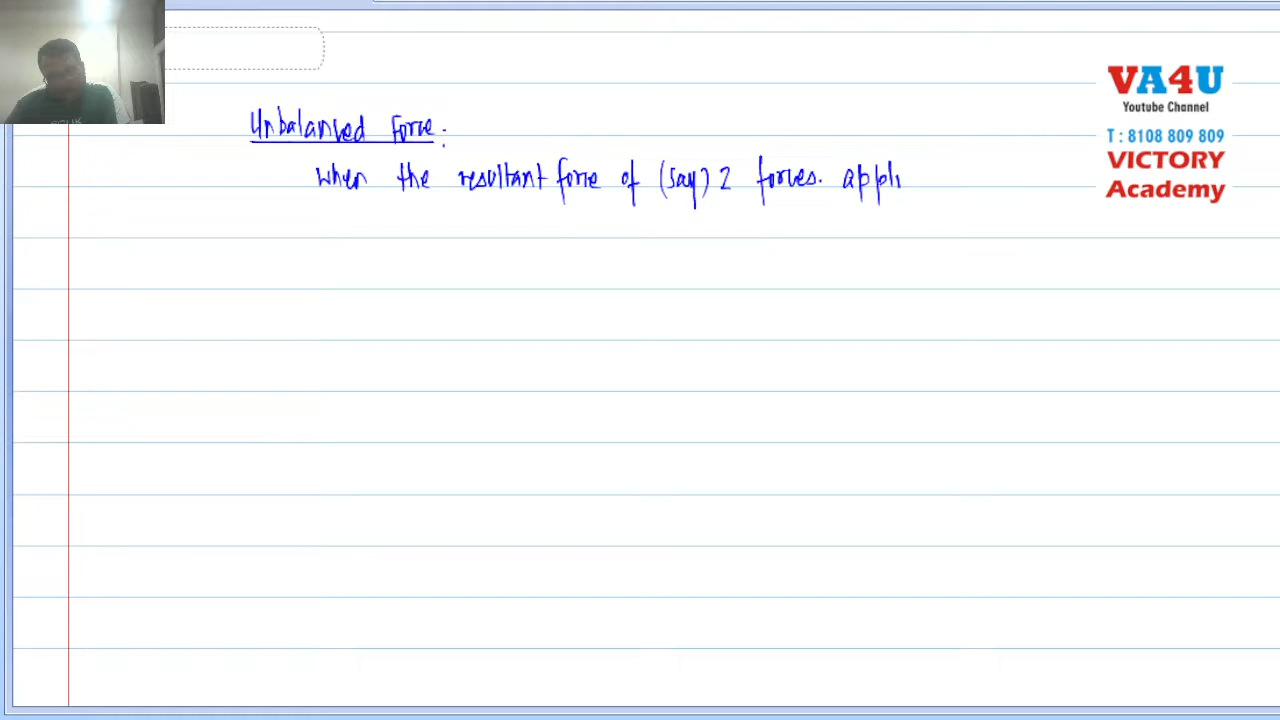 VA4U
Youtube Channel
T : 8108 809 809
VICTORY
Academy
Unbalanced Force:
When the resultant force of (say) 2 forces. appli